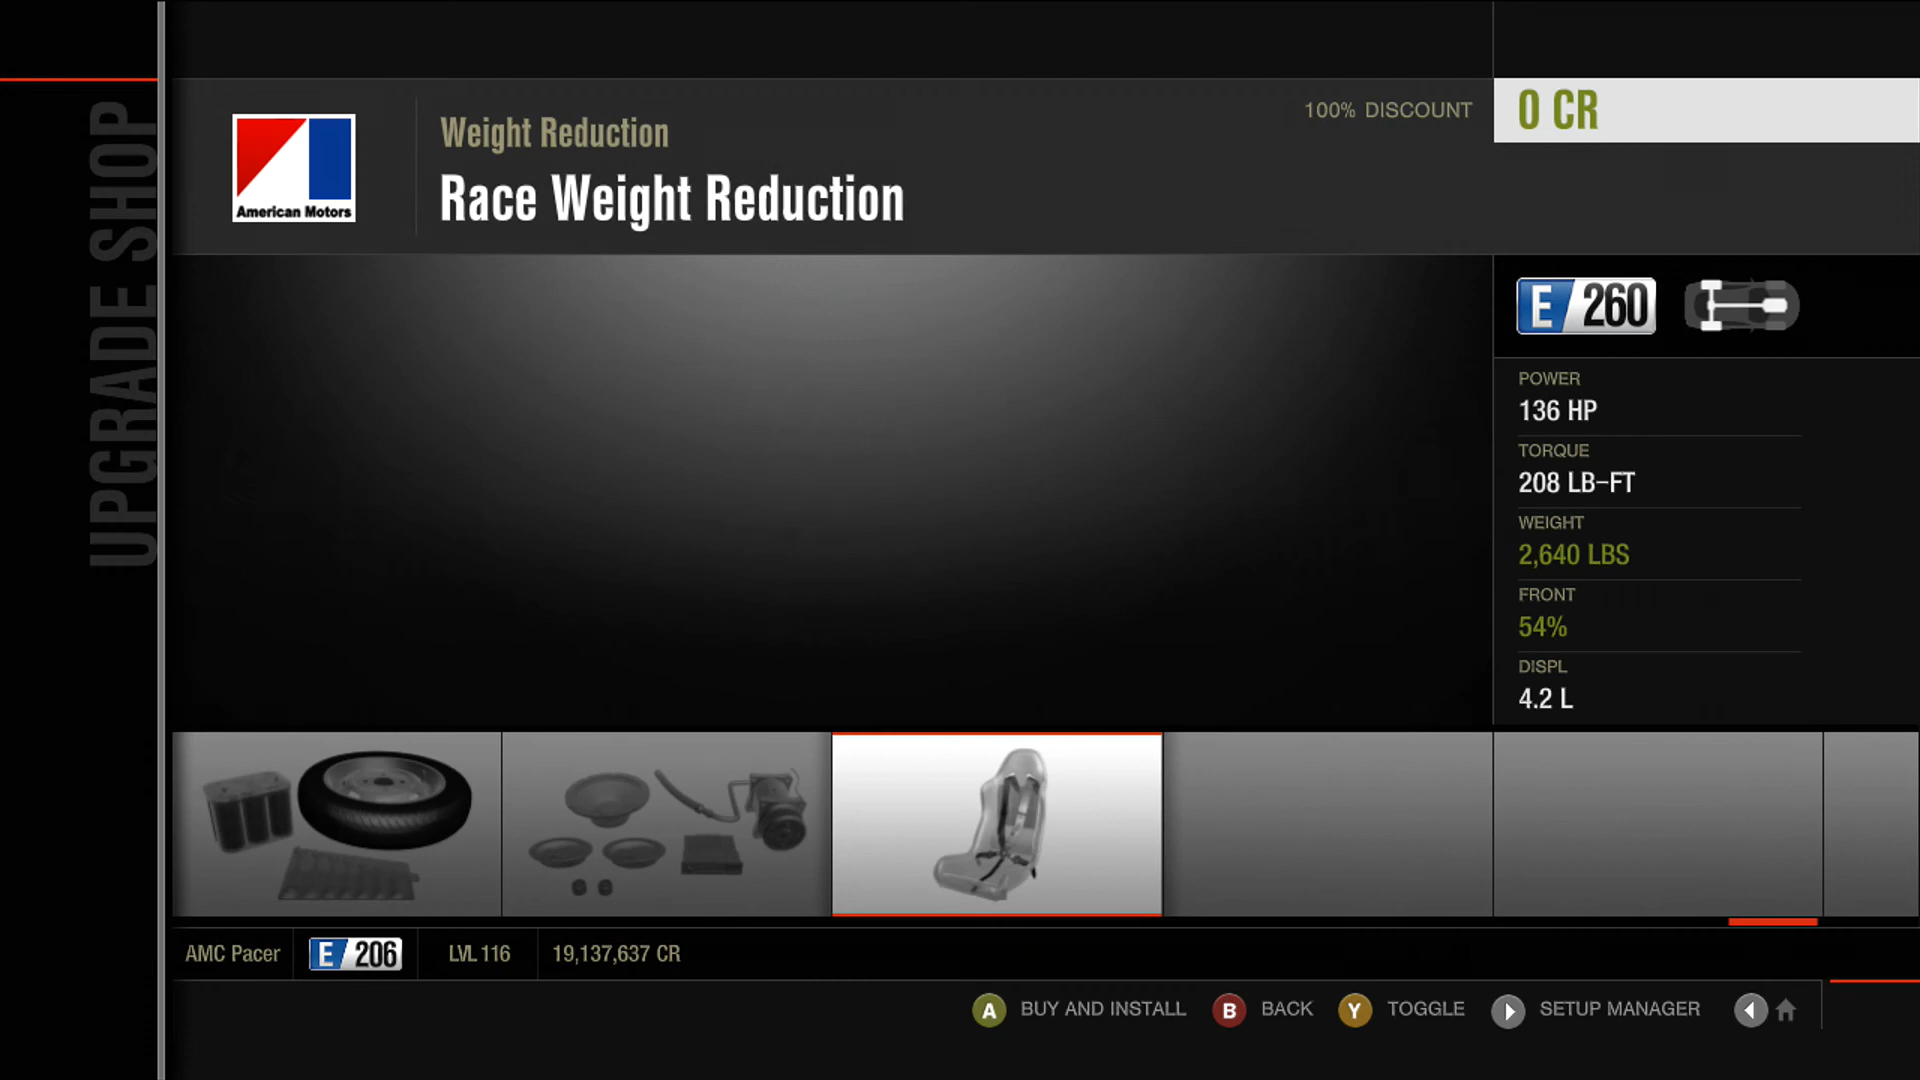 UPGRADE SHOP
American Motors
Weight Reduction
Race Weight Reduction
100% DISCOUNT
0 CR
E 260
POWER
136 HP
TORQUE
208 LB-FT
WEIGHT
2,640 LBS
FRONT
54%
DISPL
4.2 L
AMC Pacer E 206 LVL 116 19,137,637 CR
A BUY AND INSTALL B BACK Y TOGGLE SETUP MANAGER